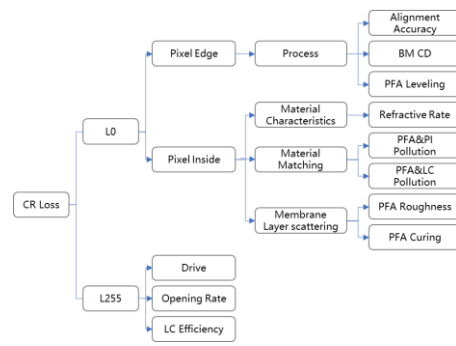 Alignment
Accuracy
Pixel Edge
Process
BM CD
PFA Leveling
L0
Material
Characteristics
Refractive Rate
PFA&PI
Pollution
Pixel Inside
Material
Matching
PFA&LC
Pollution
CR Loss
PFA Roughness
Membrane
Layer scattering
PFA Curing
Drive
L255
Opening Rate
LC Efficiency